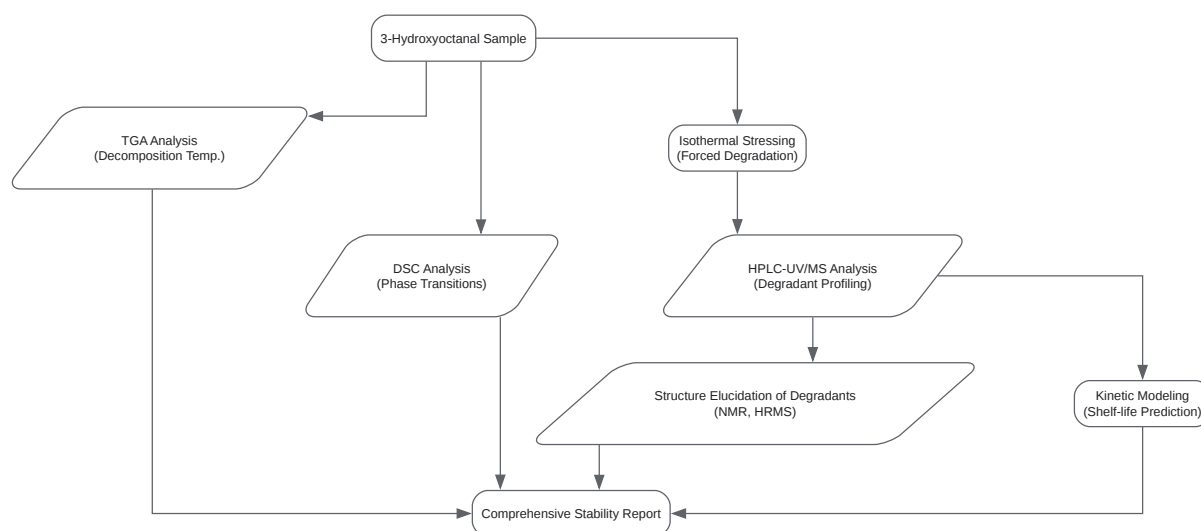 3-Hydroxyoctanal Sample
TGA Analysis
(Decomposition Temp.)
Isothermal Stressing
(Forced Degradation)
DSC Analysis
(Phase Transitions)
HPLC-UV/MS Analysis
(Degradant Profiling)
Structure Elucidation of Degradants
(NMR, HRMS)
Kinetic Modeling
(Shelf-life Prediction)
Comprehensive Stability Report